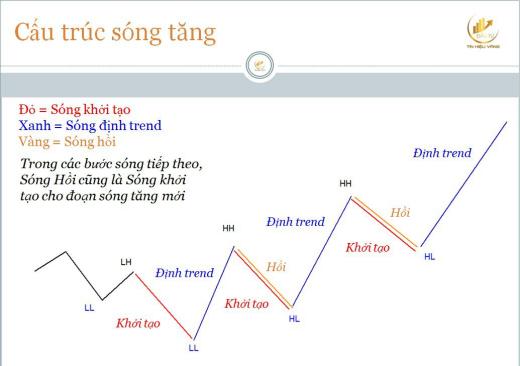 Cấu trúc sóng tăng
TÍN HIỆU VÀNG
Đỏ = Sóng khởi tạo
Xanh = Sóng định trend
Vàng = Sóng hồi
Trong các bước sóng tiếp theo,
Sóng Hồi cũng là Sóng khởi
tạo cho đoạn sóng tăng mới
Định trend
HH
Hồi
Định trend
HH
Khởi tạo
HL
LH
Định trend
Hồi
LL
Khởi tạo
HL
Khởi tạo
LL